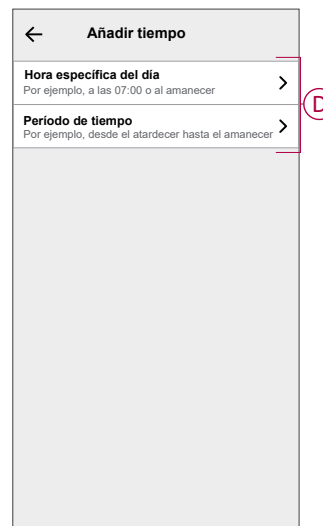 Añadir tiempo
Hora específica del día
Por ejemplo, a las 07:00 o al amanecer
Período de tiempo
Por ejemplo, desde el atardecer hasta el amanecer
D